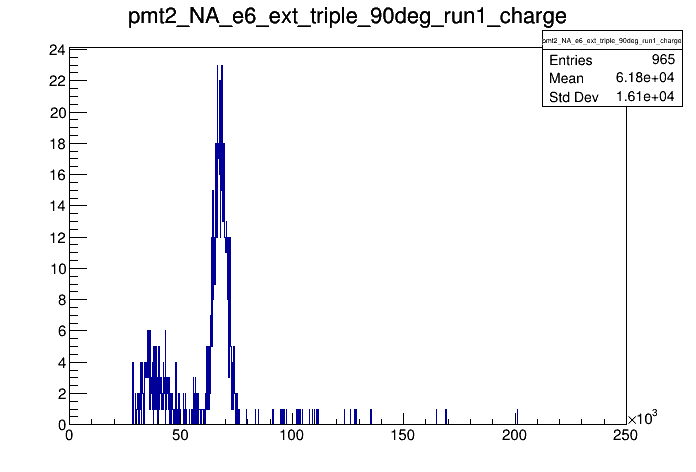 pmt2_NA_e6_ext_triple_90deg_run1_charge
pmt2_NA_e6_ext_triple_90deg_run1_charge
Entries 965
Mean 6.18e+04
Std Dev 1.61e+04
24
22
20
18
16
14
12
10
8
6
4
2
0
0 50 100 150 200 250
×10³